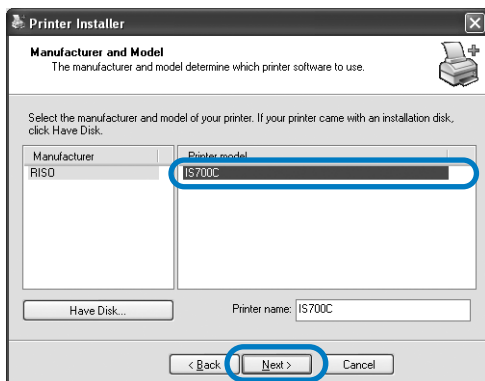 Printer Installer
Manufacturer and Model
The manufacturer and model determine which printer software to use.
Select the manufacturer and model of your printer. If your printer came with an installation disk,
click Have Disk.
Manufacturer
Printer model
RISO
IS700C
Have Disk...
Printer name: IS700C
< Back
Next >
Cancel